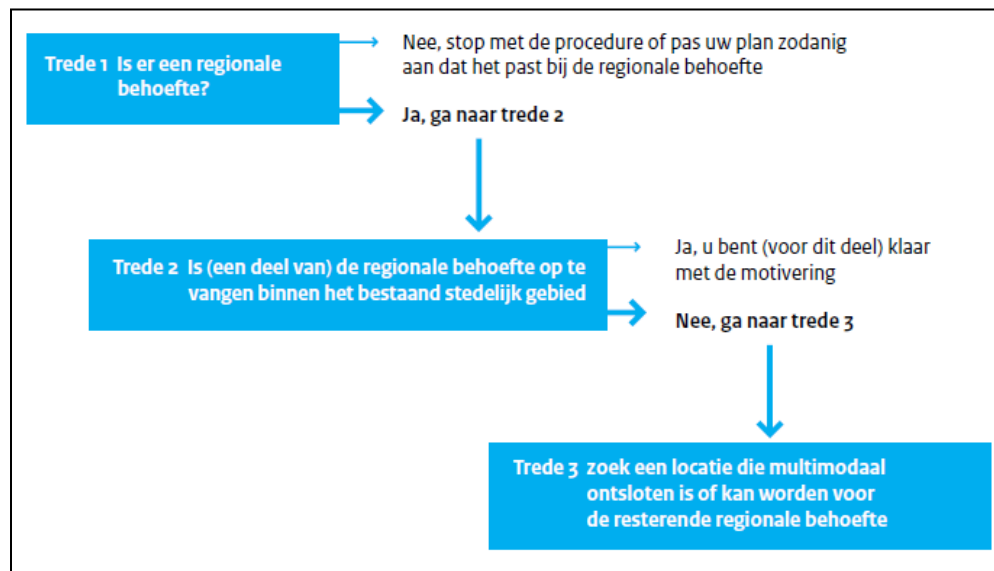 Trede 1 Is er een regionale
behoefte?
Nee, stop met de procedure of pas uw plan zodanig
aan dat het past bij de regionale behoefte
Ja, ga naar trede 2
Trede 2 Is (een deel van) de regionale behoefte op te
vangen binnen het bestaand stedelijk gebied
Ja, u bent (voor dit deel) klaar
met de motivering
Nee, ga naar trede 3
Trede 3 zoek een locatie die multimodaal
ontsloten is of kan worden voor
de resterende regionale behoefte